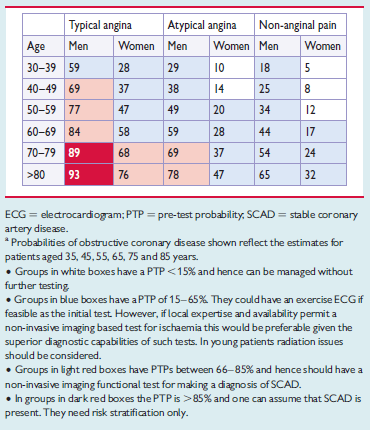 Typical angina Atypical angina Non-anginal pain
Age Men Women Men Women Men Women
30–39 59 28 29 10 18 5
40–49 69 37 38 14 25 8
50–59 77 47 49 20 34 12
60–69 84 58 59 28 44 17
70–79 89 68 69 37 54 24
>80 93 76 78 47 65 32
ECG = electrocardiogram; PTP = pre-test probability; SCAD = stable coronary
artery disease.
a Probabilities of obstructive coronary disease shown reflect the estimates for
patients aged 35, 45, 55, 65, 75 and 85 years.
• Groups in white boxes have a PTP <15% and hence can be managed without
further testing.
• Groups in blue boxes have a PTP of 15–65%. They could have an exercise ECG if
feasible as the initial test. However, if local expertise and availability permit a
non-invasive imaging based test for ischaemia this would be preferable given the
superior diagnostic capabilities of such tests. In young patients radiation issues
should be considered.
• Groups in light red boxes have PTPs between 66–85% and hence should have a
non-invasive imaging functional test for making a diagnosis of SCAD.
• In groups in dark red boxes the PTP is >85% and one can assume that SCAD is
present. They need risk stratification only.